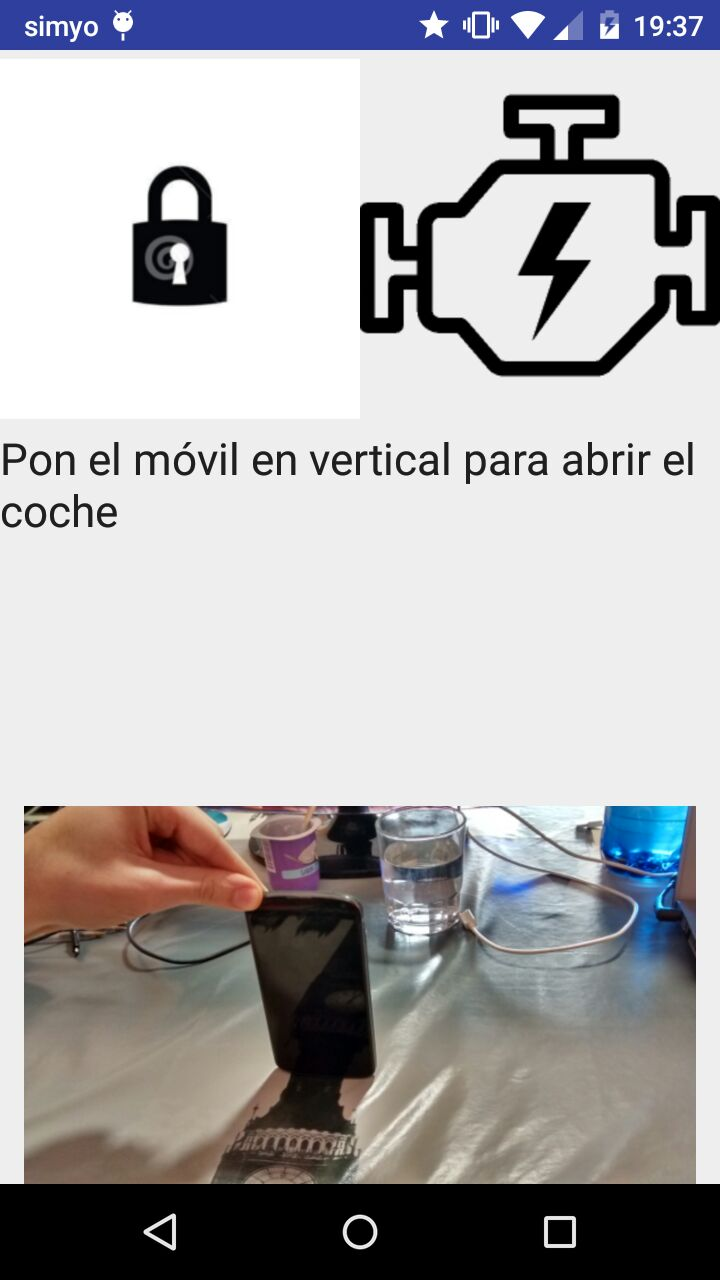 simyo 19:37
Pon el móvil en vertical para abrir el
coche